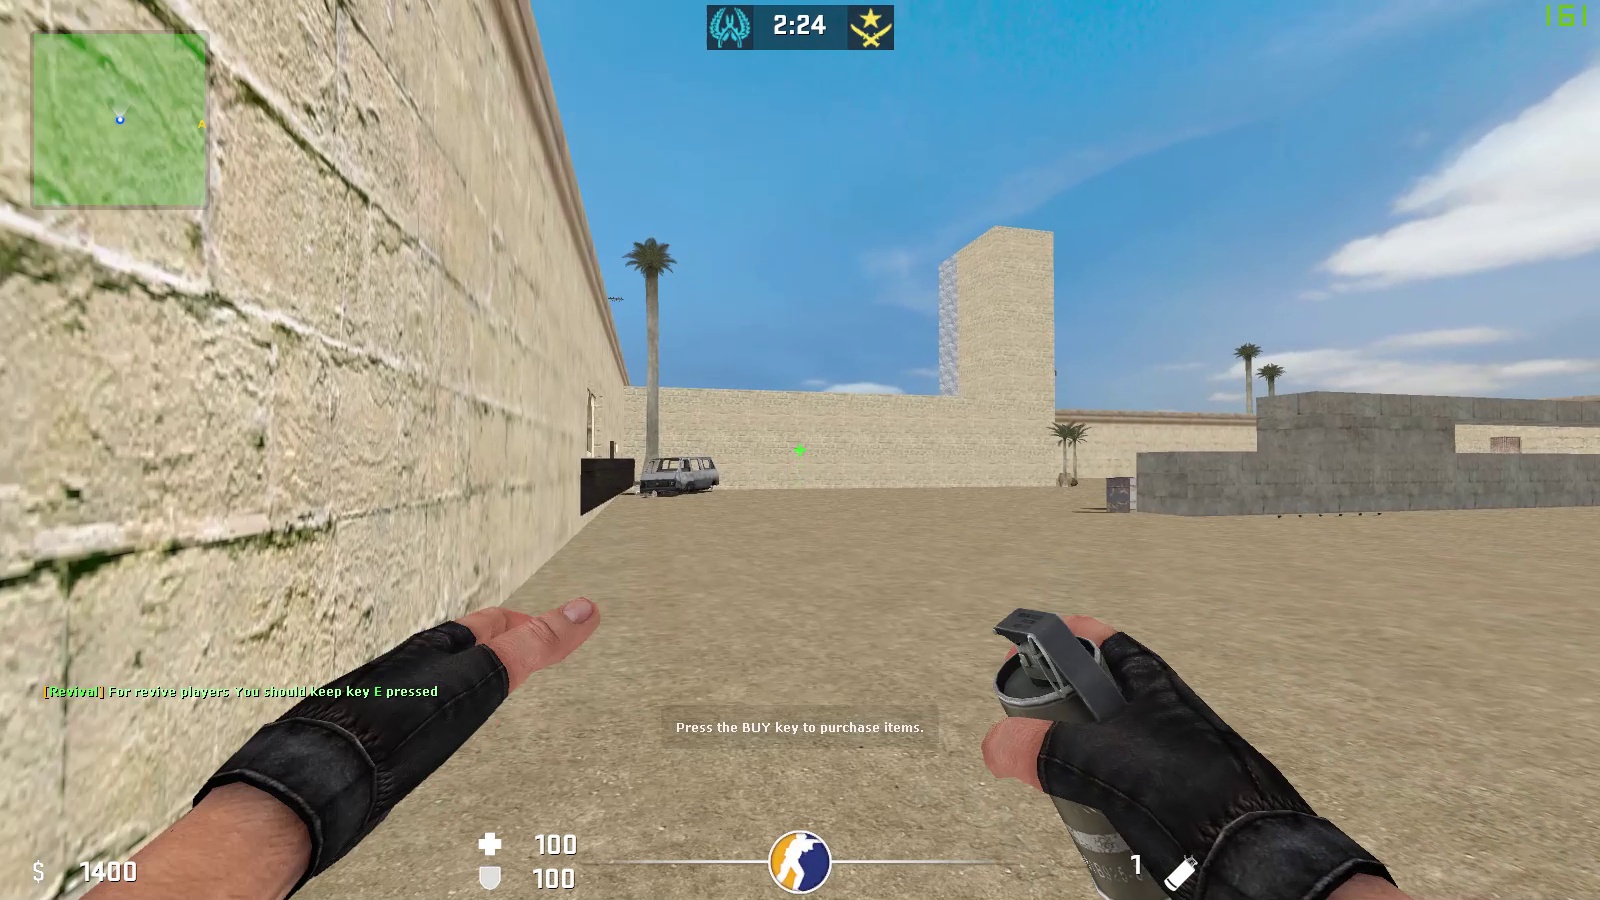 2:24
161
A
[Revival] For revive players You should keep key E pressed
Press the BUY key to purchase items.
$ 1400
100
100
1